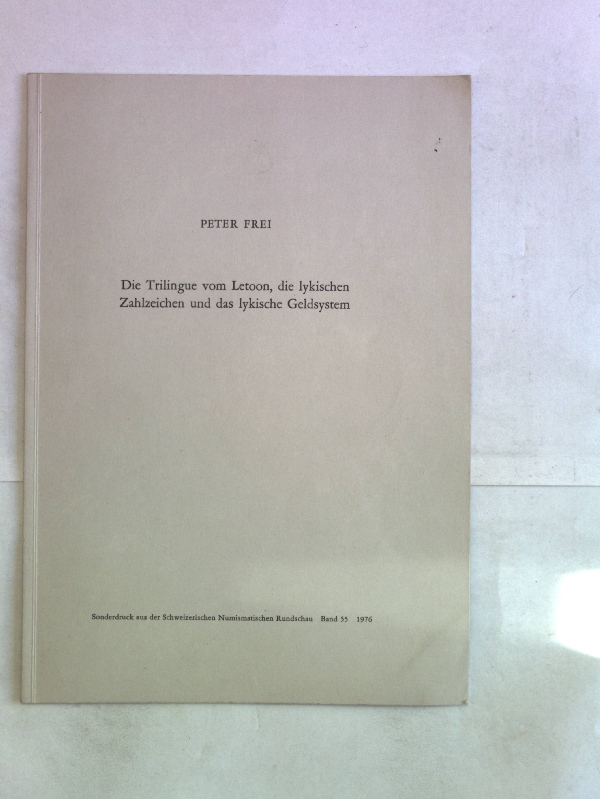 PETER FREI
Die Trilingue vom Letoon, die lykischen
Zahlzeichen und das lykische Geldsystem
Sonderdruck aus der Schweizerischen Numismatischen Rundschau Band 55 1976